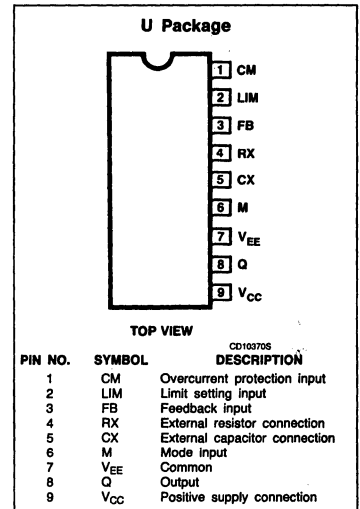 U Package
1 CM
2 LIM
3 FB
4 RX
5 CX
6 M
7 VEE
8 Q
9 VCC
TOP VIEW
CD10370S
PIN NO. SYMBOL DESCRIPTION
1 CM Overcurrent protection input
2 LIM Limit setting input
3 FB Feedback input
4 RX External resistor connection
5 CX External capacitor connection
6 M Mode input
7 VEE Common
8 Q Output
9 VCC Positive supply connection